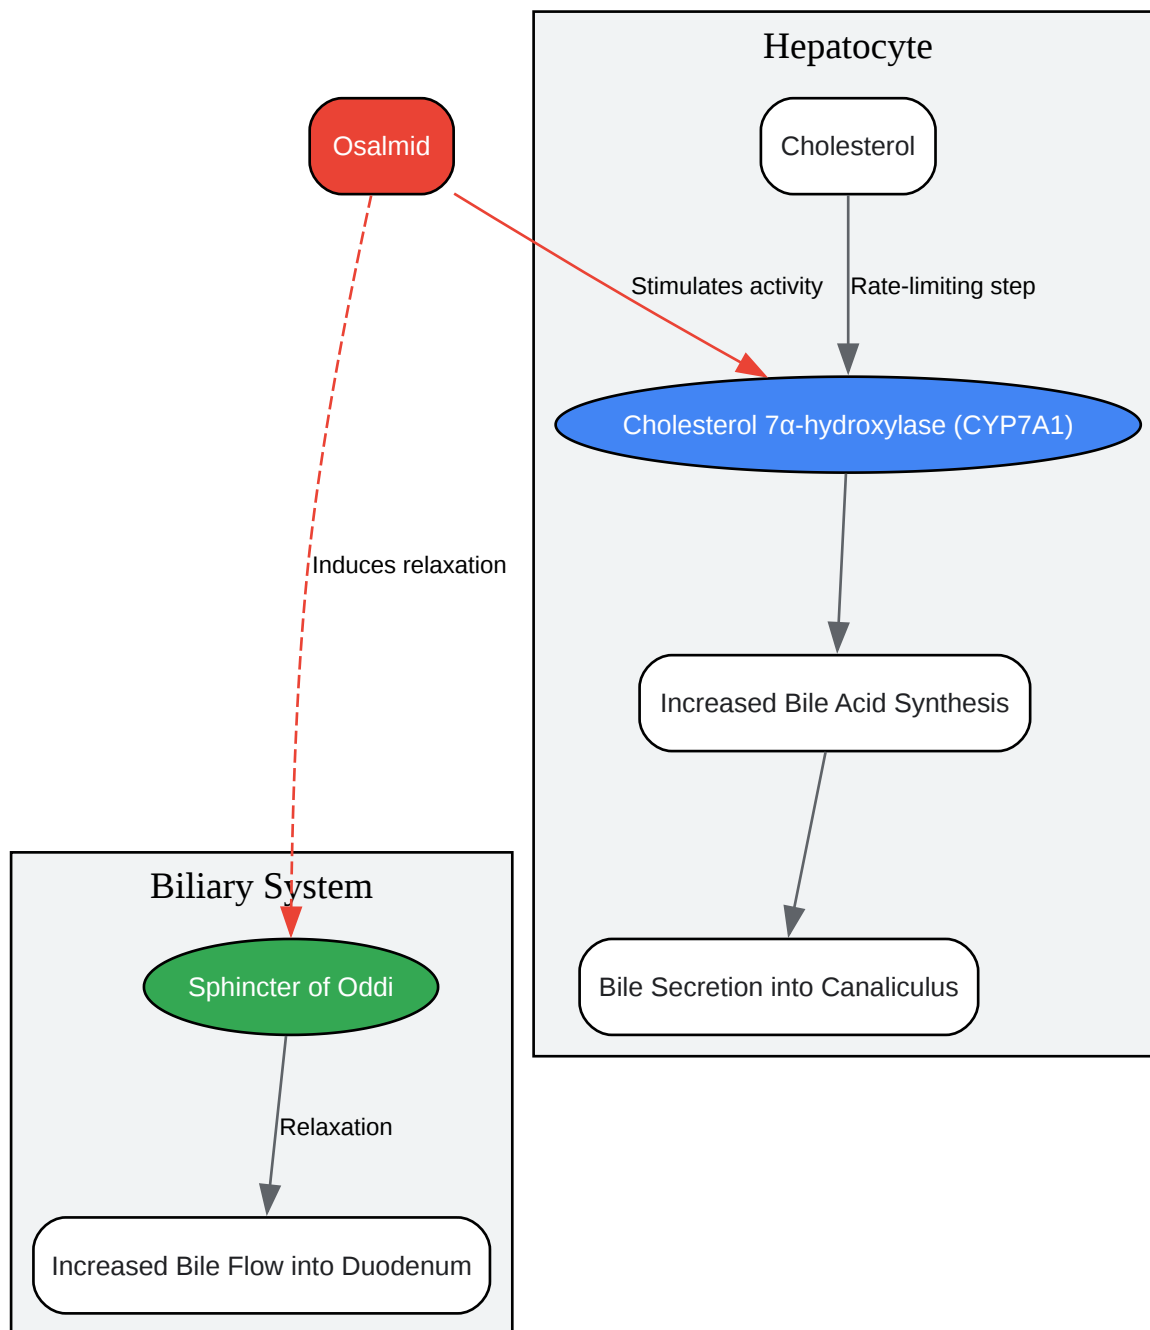 Hepatocyte
Osalmid
Cholesterol
Stimulates activity
Rate-limiting step
Cholesterol 7α-hydroxylase (CYP7A1)
Induces relaxation
Increased Bile Acid Synthesis
Biliary System
Sphincter of Oddi
Bile Secretion into Canaliculus
Relaxation
Increased Bile Flow into Duodenum